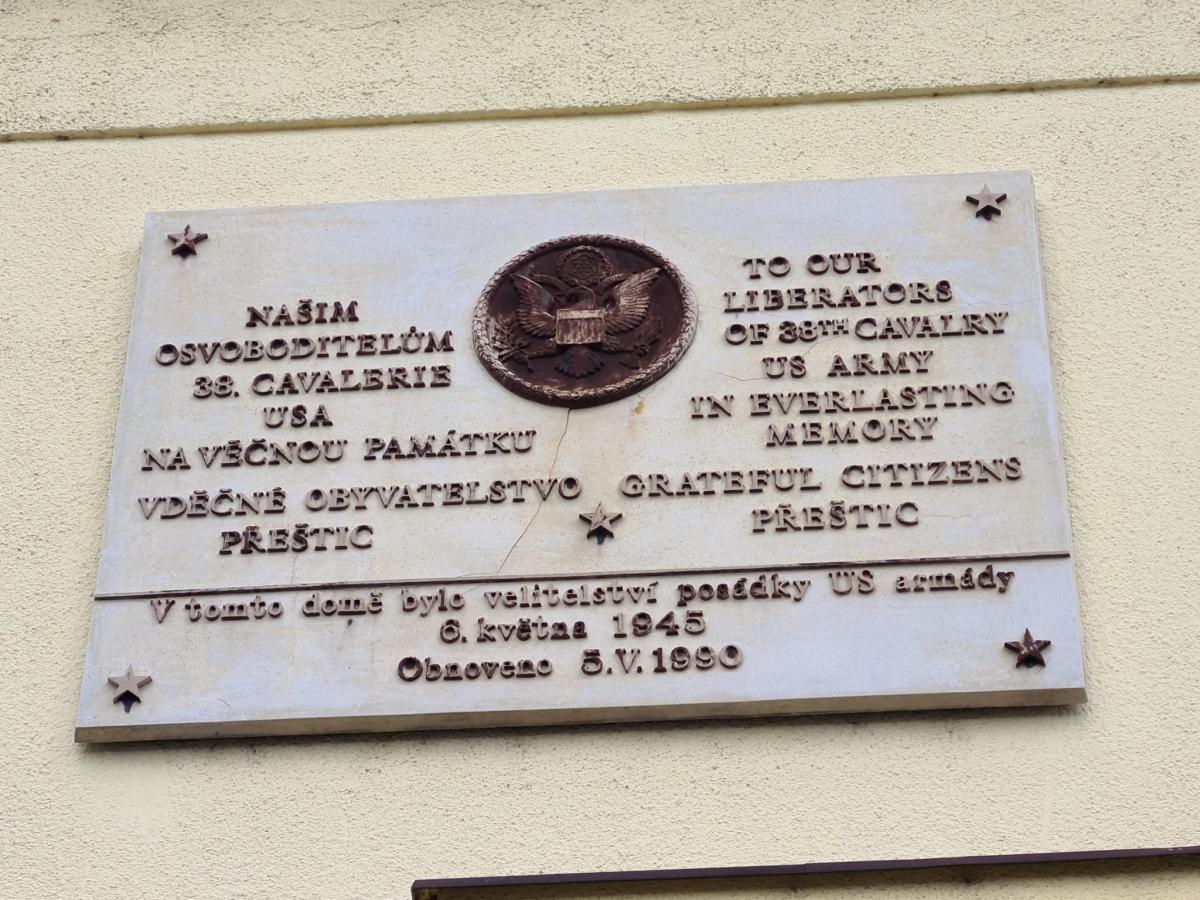 NAŠIM
OSVOBODITELŮM
38. CAVALERIE
USA
NA VĚČNOU PAMÁTKU
VDĚČNÉ OBYVATELSTVO
PŘEŠTIC
TO OUR
LIBERATORS
OF 38TH CAVALRY
US ARMY
IN EVERLASTING
MEMORY
GRATEFUL CITIZENS
PŘEŠTIC
V tomto domě bylo velitelství posádky US armády
6. května 1945
Obnoveno 5.V.1990